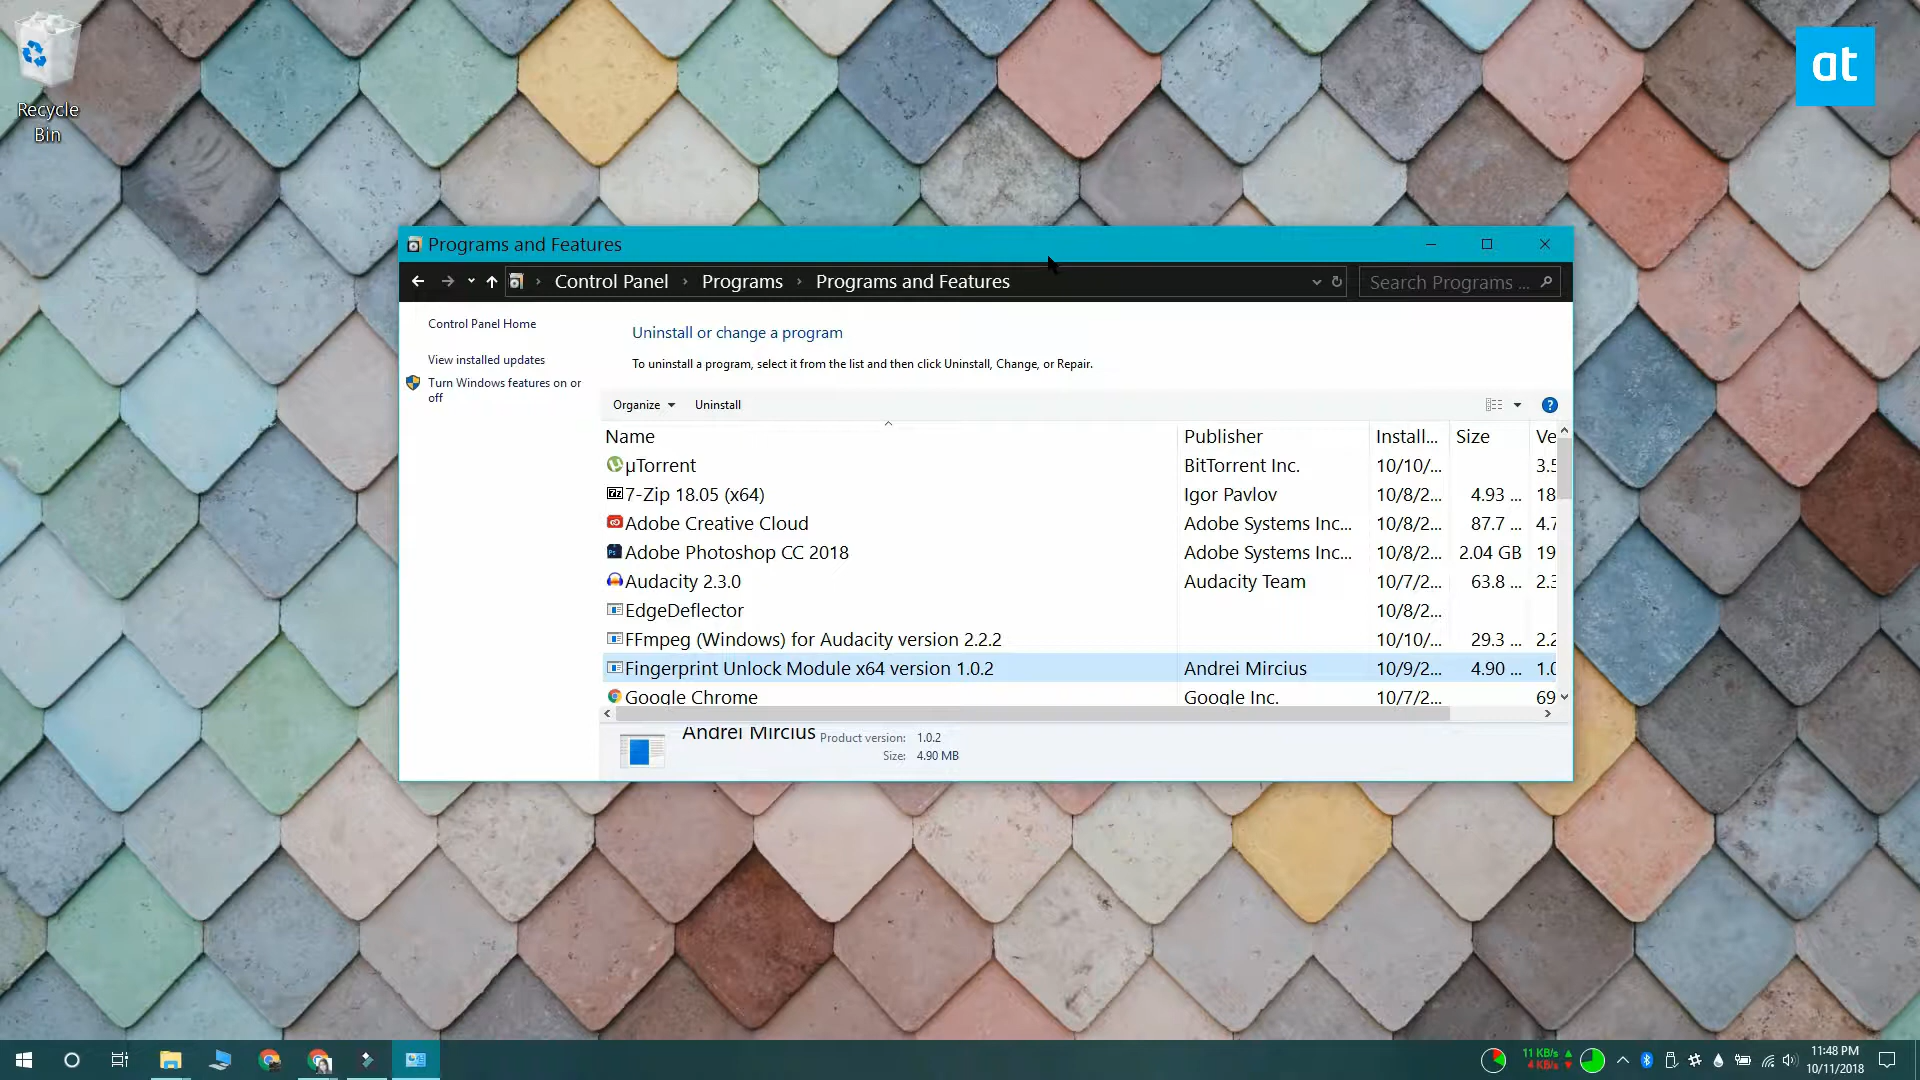 Recycle
Bin
at
Programs and Features
Control Panel
Programs
Programs and Features
Search Programs ...
Control Panel Home
View installed updates
Turn Windows features on or
off
Uninstall or change a program
To uninstall a program, select it from the list and then click Uninstall, Change, or Repair.
Organize
Uninstall
Name Publisher Install... Size Ve
µTorrent BitTorrent Inc. 10/10/... 3.5
7-Zip 18.05 (x64) Igor Pavlov 10/8/2... 4.93 ... 18
Adobe Creative Cloud Adobe Systems Inc... 10/8/2... 87.7 ... 4.7
Adobe Photoshop CC 2018 Adobe Systems Inc... 10/8/2... 2.04 GB 19
Audacity 2.3.0 Audacity Team 10/7/2... 63.8 ... 2.3
EdgeDeflector 10/8/2...
FFmpeg (Windows) for Audacity version 2.2.2 10/10/... 29.3 ... 2.2
Fingerprint Unlock Module x64 version 1.0.2 Andrei Mircius 10/9/2... 4.90 ... 1.0
Google Chrome Google Inc. 10/7/2... 69
Andrei Mircius Product version: 1.0.2
Size: 4.90 MB
11 KB/s
4 KB/s
11:48 PM
10/11/2018